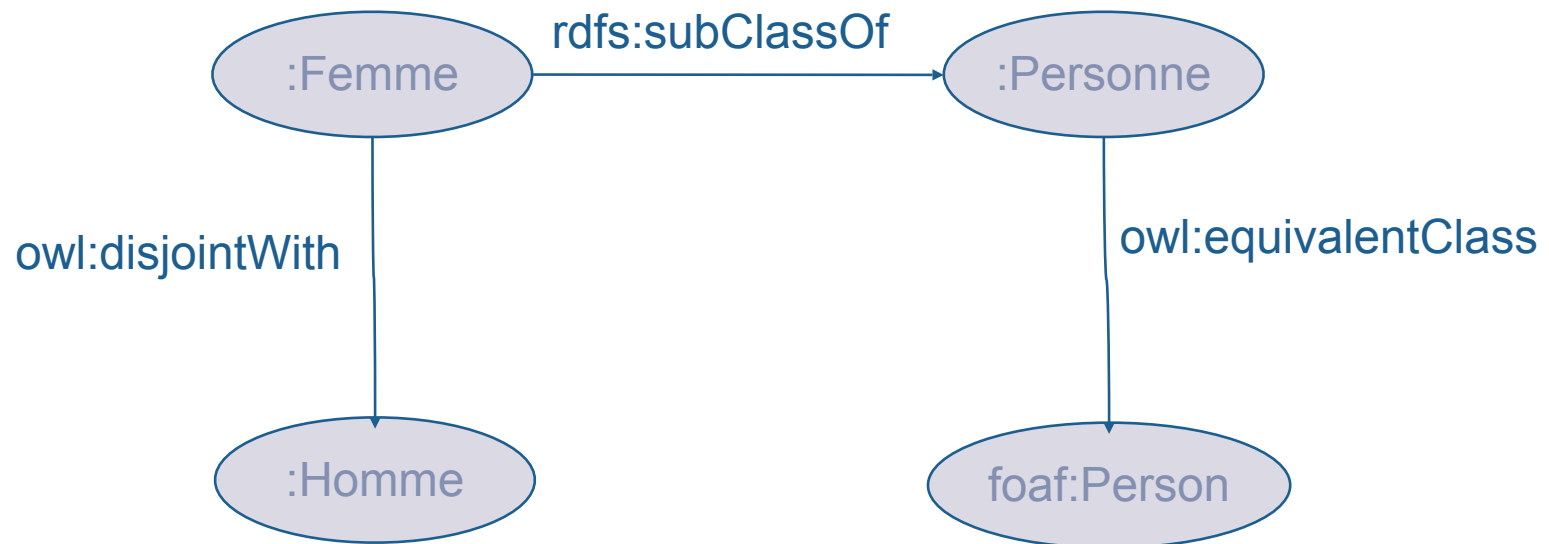 rdfs:subClassOf
:Femme
:Personne
owl:disjointWith
owl:equivalentClass
:Homme
foaf:Person